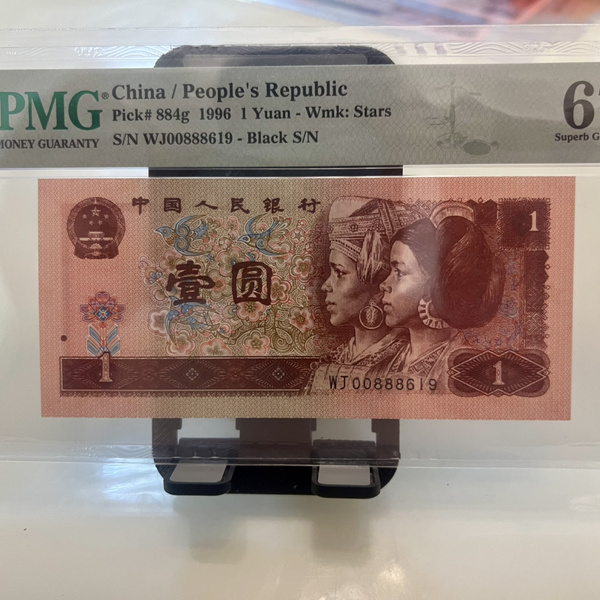 PMG
MONEY GUARANTY
China / People's Republic
Pick# 884g 1996 1 Yuan - Wmk: Stars
S/N WJ00888619 - Black S/N
Superb
中国人民银行
1
壹圆
1
WJ00888619
1